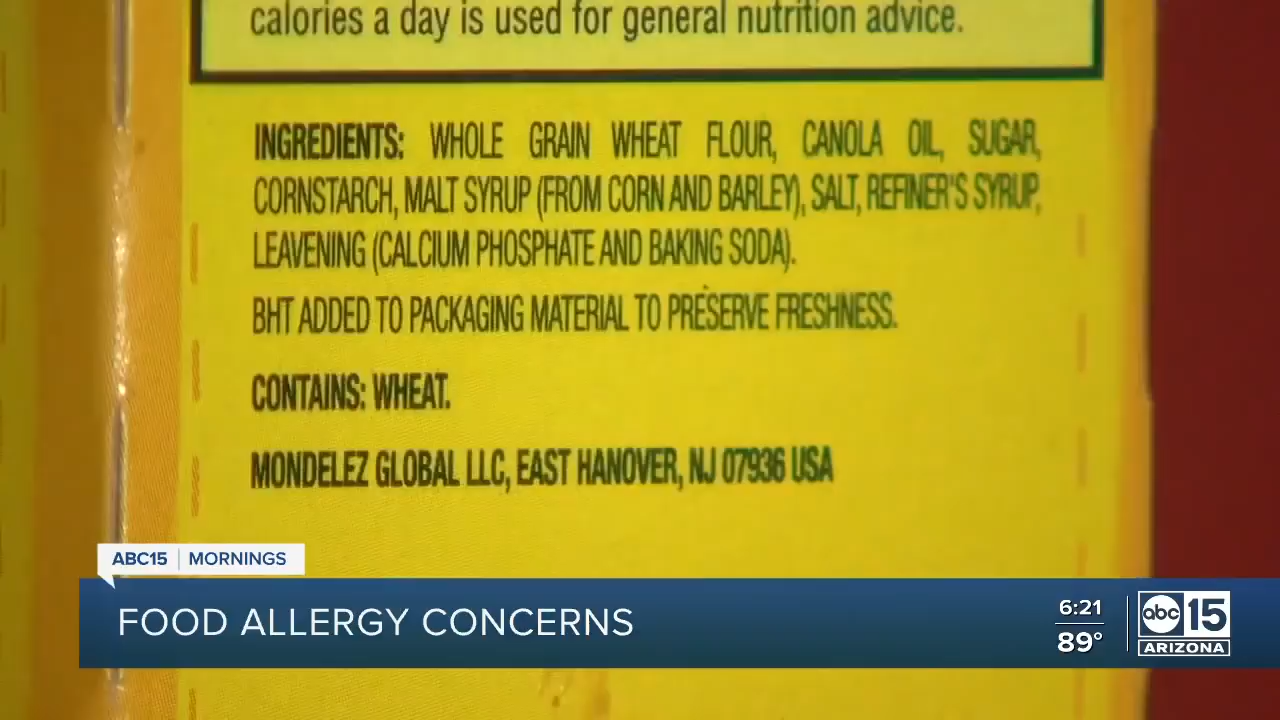 calories a day is used for general nutrition advice.
INGREDIENTS: WHOLE GRAIN WHEAT FLOUR, CANOLA OIL, SUGAR,
CORNSTARCH, MALT SYRUP (FROM CORN AND BARLEY), SALT, REFINER'S SYRUP,
LEAVENING (CALCIUM PHOSPHATE AND BAKING SODA).
BHT ADDED TO PACKAGING MATERIAL TO PRESERVE FRESHNESS.
CONTAINS: WHEAT.
MONDELEZ GLOBAL LLC, EAST HANOVER, NJ 07936 USA
ABC15 | MORNINGS
FOOD ALLERGY CONCERNS
6:21
89°
abc 15
ARIZONA